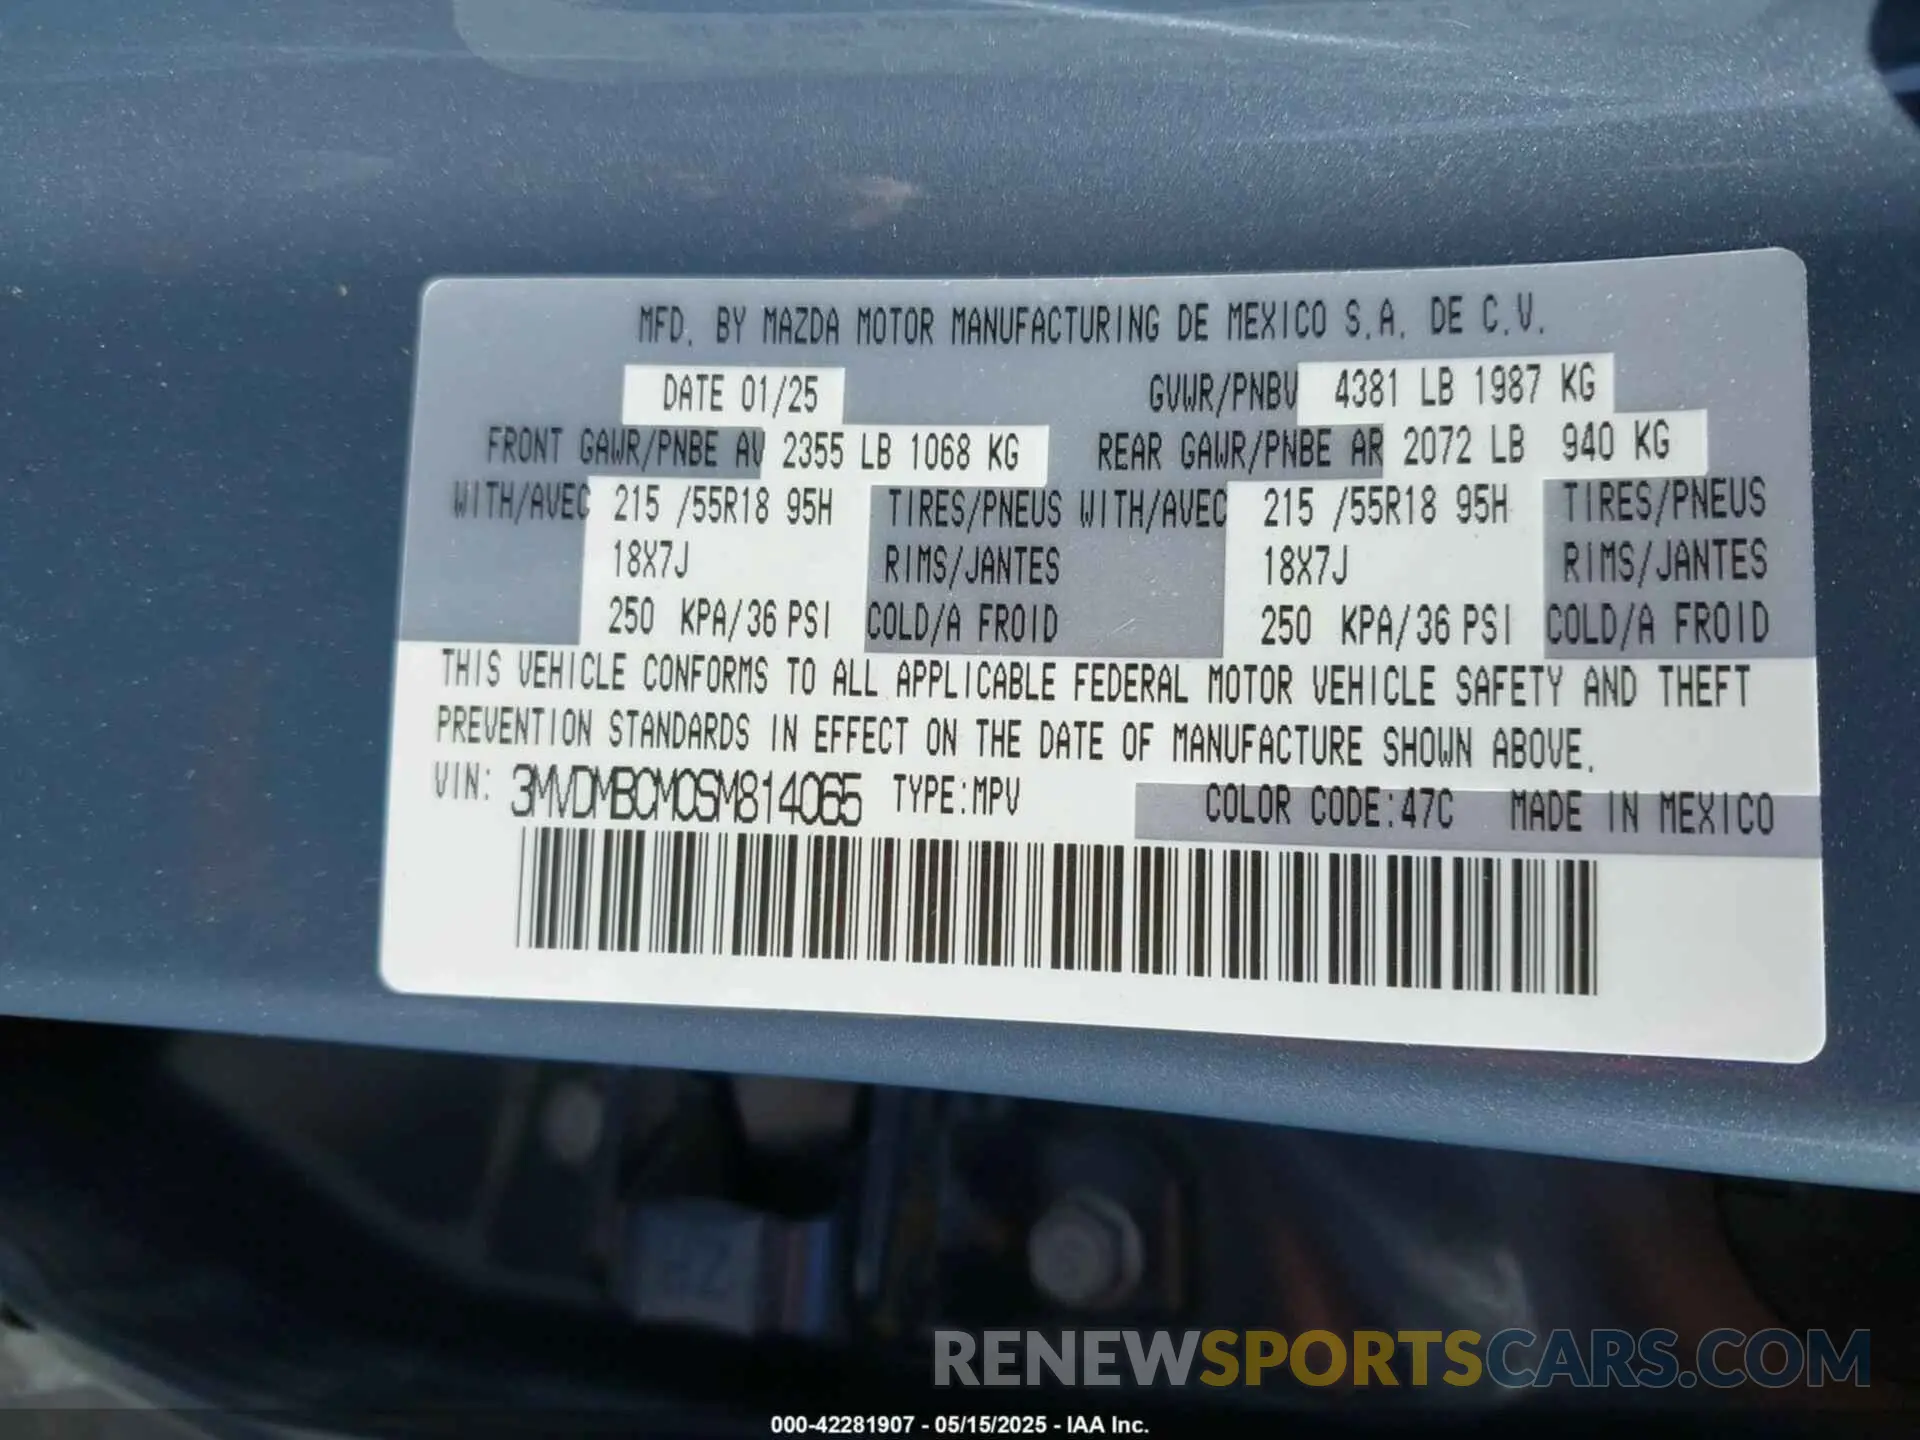 MFD. BY MAZDA MOTOR MANUFACTURING DE MEXICO S.A. DE C.V.
DATE 01/25 GVWR/PNBV 4381 LB 1987 KG
FRONT GAWR/PNBE AV 2355 LB 1068 KG REAR GAWR/PNBE AR 2072 LB 940 KG
WITH/AVEC 215 /55R18 95H TIRES/PNEUS WITH/AVEC 215 /55R18 95H TIRES/PNEUS
18X7J RIMS/JANTES 18X7J RIMS/JANTES
250 KPA/36 PSI COLD/A FROID 250 KPA/36 PSI COLD/A FROID
THIS VEHICLE CONFORMS TO ALL APPLICABLE FEDERAL MOTOR VEHICLE SAFETY AND THEFT
PREVENTION STANDARDS IN EFFECT ON THE DATE OF MANUFACTURE SHOWN ABOVE.
VIN: 3MVDMBCM0SM814065 TYPE:MPV COLOR CODE:47C MADE IN MEXICO
RENEWSPORTSCARS.COM
000-42281907 - 05/15/2025 - IAA Inc.